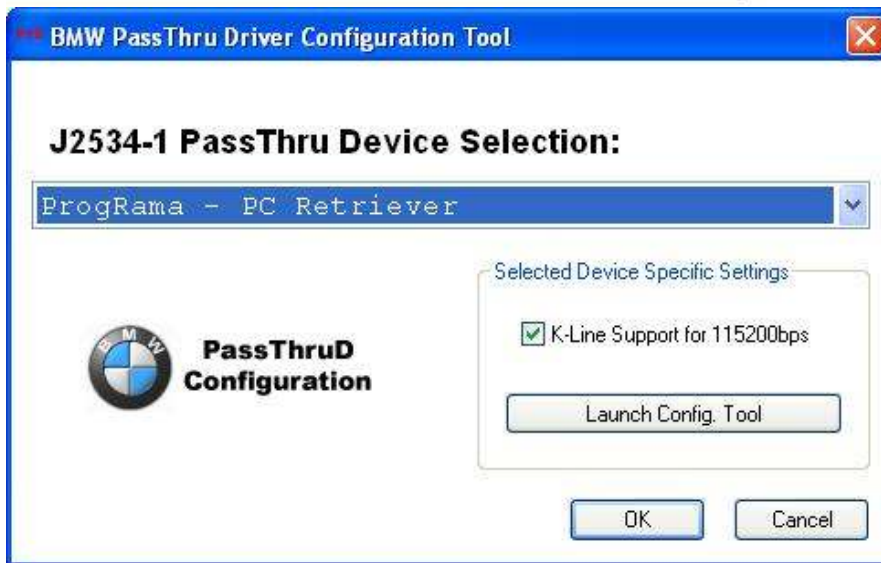 BMW PassThru Driver Configuration Tool
J2534-1 PassThru Device Selection:
ProgRama - PC Retriever
Selected Device Specific Settings
K-Line Support for 115200bps
BMW
PassThruD
Configuration
Launch Config. Tool
OK
Cancel